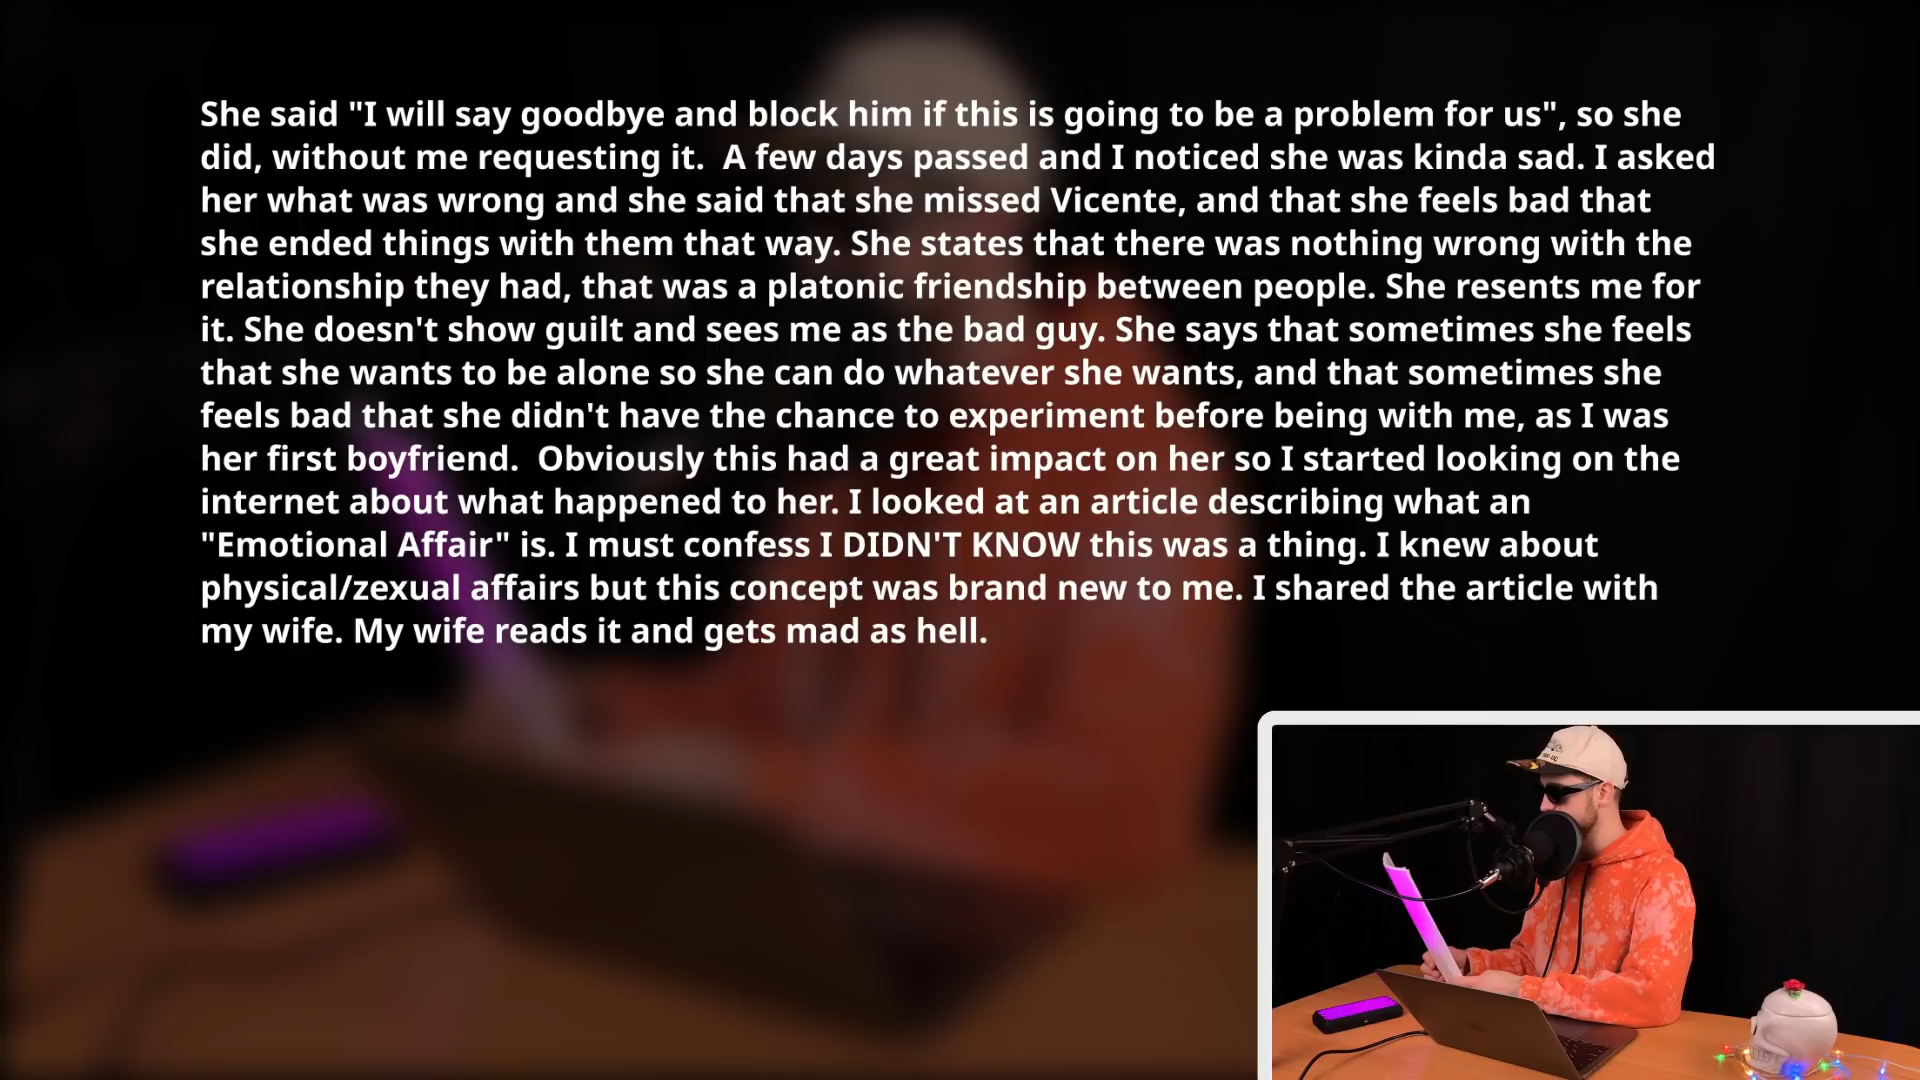 She said "I will say goodbye and block him if this is going to be a problem for us", so she
did, without me requesting it.  A few days passed and I noticed she was kinda sad. I asked
her what was wrong and she said that she missed Vicente, and that she feels bad that
she ended things with them that way. She states that there was nothing wrong with the
relationship they had, that was a platonic friendship between people. She resents me for
it. She doesn't show guilt and sees me as the bad guy. She says that sometimes she feels
that she wants to be alone so she can do whatever she wants, and that sometimes she
feels bad that she didn't have the chance to experiment before being with me, as I was
her first boyfriend.  Obviously this had a great impact on her so I started looking on the
internet about what happened to her. I looked at an article describing what an
"Emotional Affair" is. I must confess I DIDN'T KNOW this was a thing. I knew about
physical/zexual affairs but this concept was brand new to me. I shared the article with
my wife. My wife reads it and gets mad as hell.